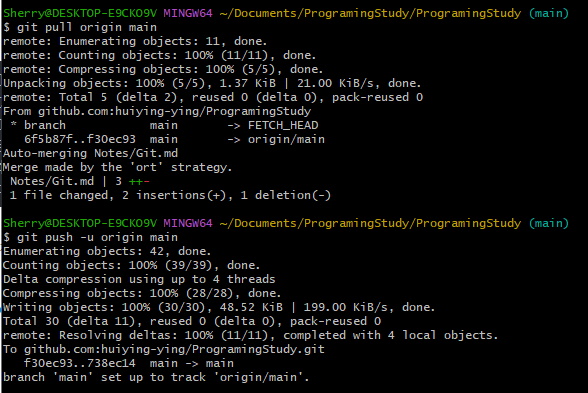 Sherry@DESKTOP-E9CKO9V MINGW64 ~/Documents/ProgramingStudy/ProgramingStudy (main)
$ git pull origin main
remote: Enumerating objects: 11, done.
remote: Counting objects: 100% (11/11), done.
remote: Compressing objects: 100% (5/5), done.
Unpacking objects: 100% (5/5), 1.37 KiB | 21.00 KiB/s, done.
remote: Total 5 (delta 2), reused 0 (delta 0), pack-reused 0
From github.com:huiying-ying/ProgramingStudy
 * branch            main       -> FETCH_HEAD
   6f5b87f..f30ec93  main       -> origin/main
Auto-merging Notes/Git.md
Merge made by the 'ort' strategy.
 Notes/Git.md | 3 ++-
 1 file changed, 2 insertions(+), 1 deletion(-)
Sherry@DESKTOP-E9CKO9V MINGW64 ~/Documents/ProgramingStudy/ProgramingStudy (main)
$ git push -u origin main
Enumerating objects: 42, done.
Counting objects: 100% (39/39), done.
Delta compression using up to 4 threads
Compressing objects: 100% (28/28), done.
Writing objects: 100% (30/30), 48.52 KiB | 199.00 KiB/s, done.
Total 30 (delta 11), reused 0 (delta 0), pack-reused 0
remote: Resolving deltas: 100% (11/11), completed with 4 local objects.
To github.com:huiying-ying/ProgramingStudy.git
   f30ec93..738ec14  main -> main
branch 'main' set up to track 'origin/main'.